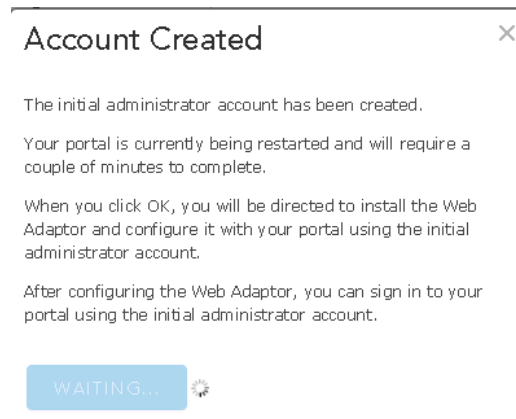 Account Created
The initial administrator account has been created.
Your portal is currently being restarted and will require a
couple of minutes to complete.
When you click OK, you will be directed to install the Web
Adaptor and configure it with your portal using the initial
administrator account.
After configuring the Web Adaptor, you can sign in to your
portal using the initial administrator account.
WAITING...